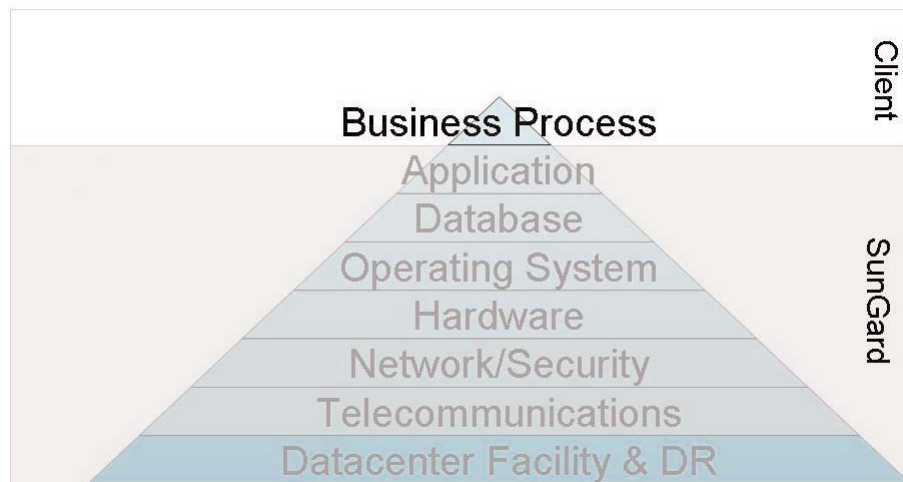 Client
Business Process
Application
Database
Operating System
SunGard
Hardware
Network/Security
Telecommunications
Datacenter Facility & DR